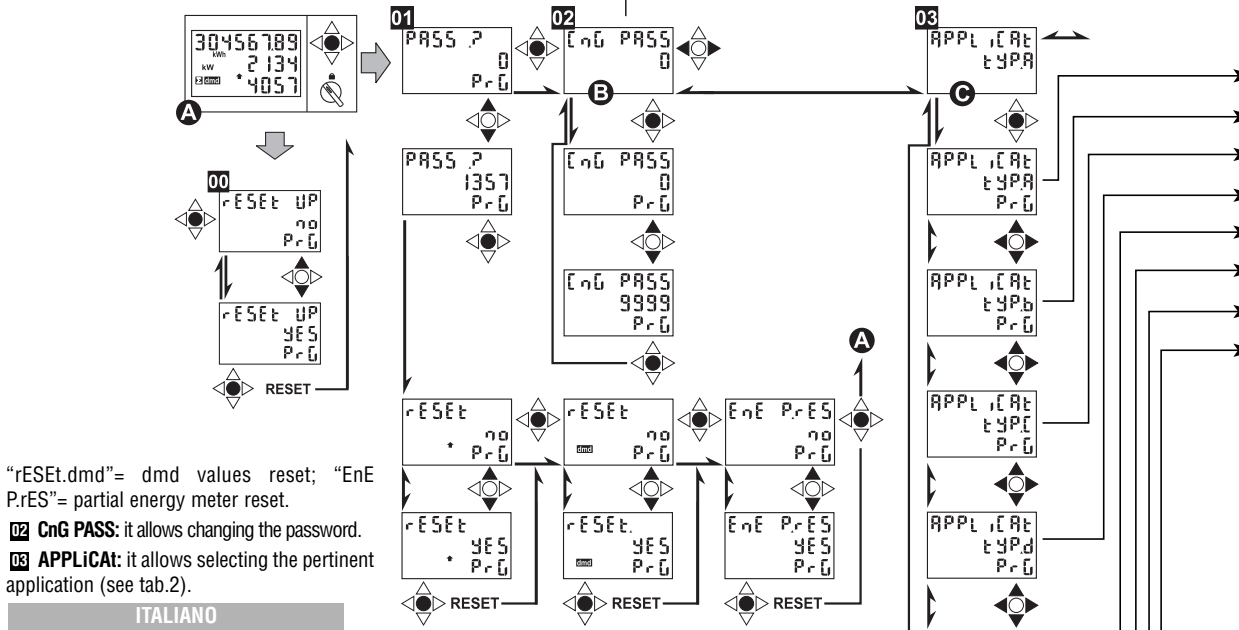 304567.89
kWh
kW 2134
Σ dmd 4057
A
00
rESEt UP
no
PrG
rESEt UP
YES
PrG
RESET
01
PASS ?
0
PrG
PASS ?
1357
PrG
02
CnG PASS
0
B
CnG PASS
0
PrG
CnG PASS
9999
PrG
03
APPLiCAt
tYP.A
C
APPLiCAt
tYP.A
PrG
APPLiCAt
tYP.b
PrG
APPLiCAt
tYP.C
PrG
APPLiCAt
tYP.d
PrG
A
rESEt
no
PrG
rESEt
dmd
no
PrG
EnE P.rES
no
PrG
rESEt
YES
PrG
rESEt.
dmd
YES
PrG
EnE P.rES
YES
PrG
RESET
RESET
RESET
“rESEt.dmd”= dmd values reset; “EnE
P.rES”= partial energy meter reset.
02 CnG PASS: it allows changing the password.
03 APPLiCAt: it allows selecting the pertinent
application (see tab.2).
ITALIANO